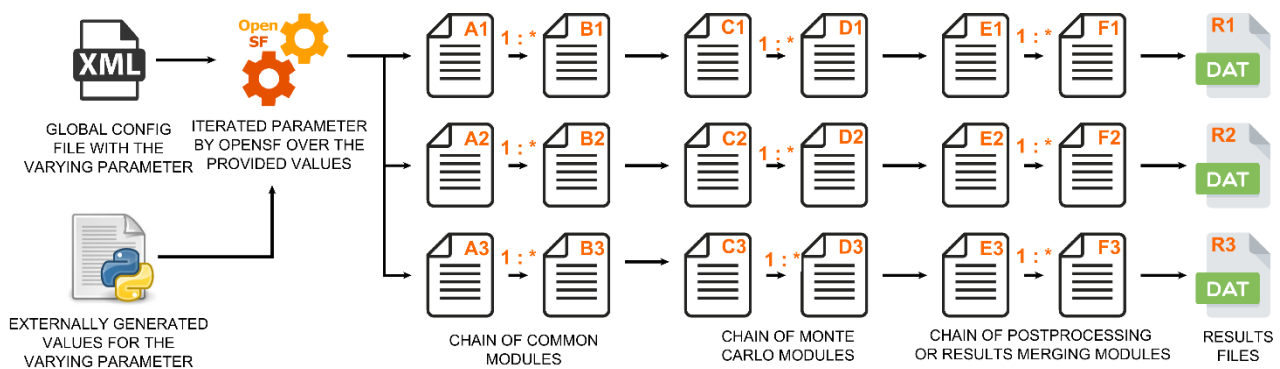 Open
SF
XML
GLOBAL CONFIG
FILE WITH THE
VARYING PARAMETER
ITERATED PARAMETER
BY OPENSF OVER THE
PROVIDED VALUES
EXTERNALLY GENERATED
VALUES FOR THE
VARYING PARAMETER
A1 1 : * B1 C1 1 : * D1 E1 1 : * F1 R1
DAT
A2 1 : * B2 C2 1 : * D2 E2 1 : * F2 R2
DAT
A3 1 : * B3 C3 1 : * D3 E3 1 : * F3 R3
DAT
CHAIN OF COMMON
MODULES
CHAIN OF MONTE
CARLO MODULES
CHAIN OF POSTPROCESSING
OR RESULTS MERGING MODULES
RESULTS
FILES